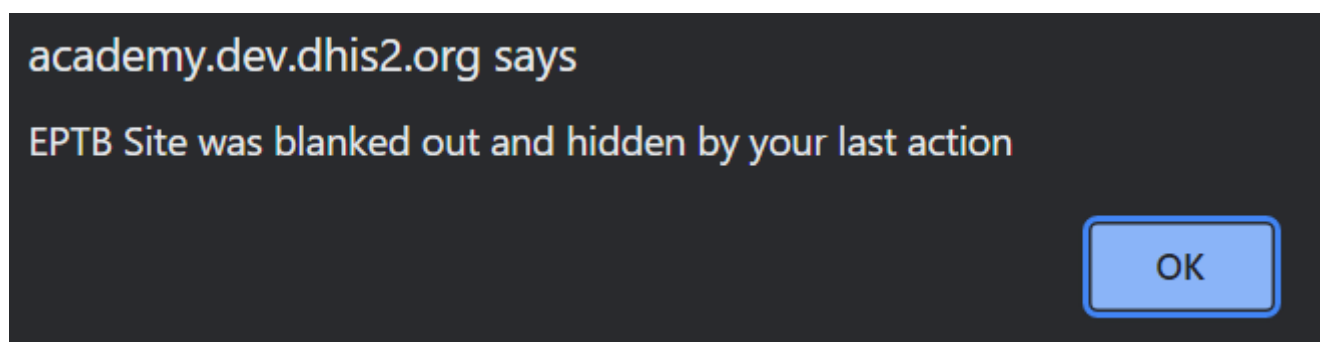 academy.dev.dhis2.org says
EPTB Site was blanked out and hidden by your last action
OK